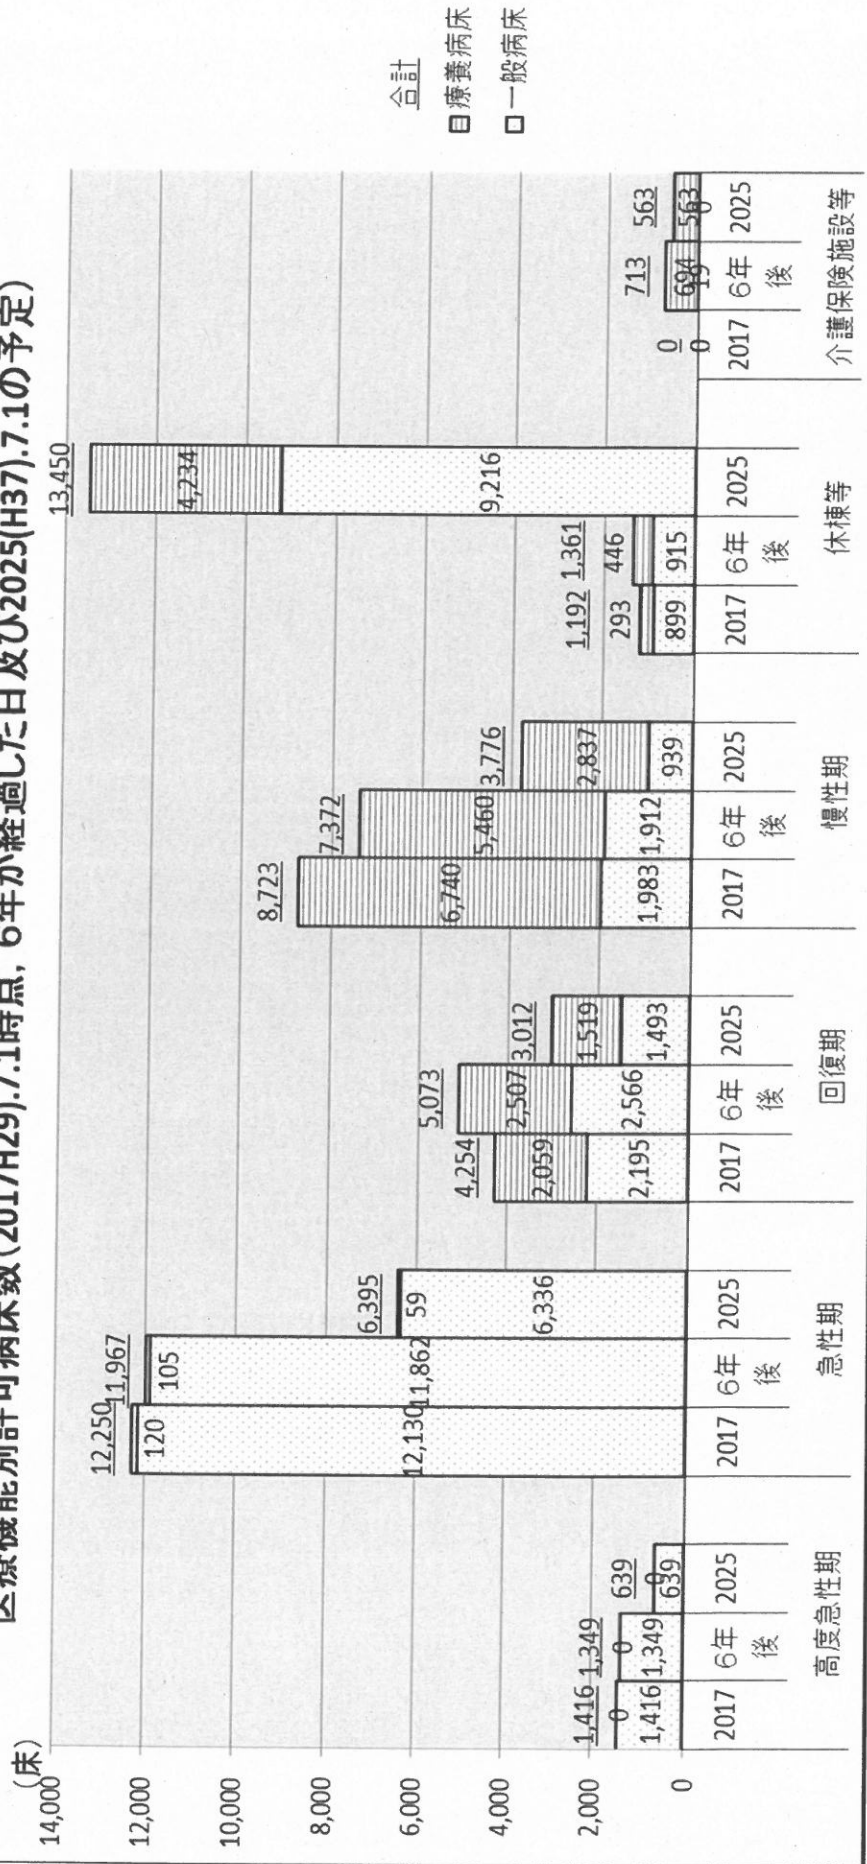 医療機能別許可病床数(2017H29).7.1時点，6年が経過した日及び2025(H37).7.1の予定)
(床)
14,000
12,000
10,000
8,000
6,000
4,000
2,000
0
合計
療養病床
一般病床
1,416 1,349 639
0 0 0
1,416 1,349 639
2017 6年後 2025
高度急性期
12,250 11,967 6,395
120 105 59
12,130 11,862 6,336
2017 6年後 2025
急性期
4,254 5,073 3,012
2,059 2,507 1,519
2,195 2,566 1,493
2017 6年後 2025
回復期
8,723 7,372 3,776
6,740 5,460 2,837
1,983 1,912 939
2017 6年後 2025
慢性期
1,192 1,361 13,450
293 446 4,234
899 915 9,216
2017 6年後 2025
休棟等
0 713 563
0 694 563
19 0
2017 6年後 2025
介護保険施設等